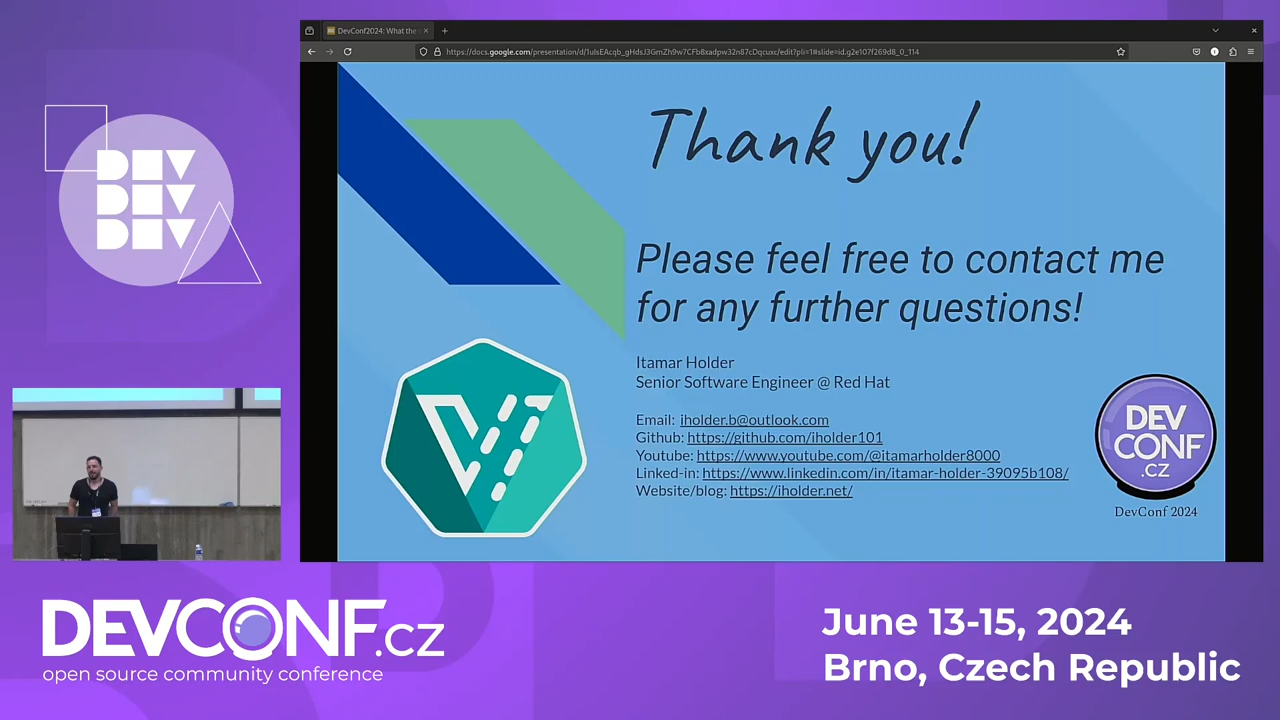 DevConf2024: What the
https://docs.google.com/presentation/d/1uIsEAcqb_gHdsJ3GmZh9w7CFb8xadpw32n87cDqcuxc/edit?pli=1#slide=id.g2e107f269d8_0_114
DEV
DEV
DEV
Thank you!
Please feel free to contact me
for any further questions!
Itamar Holder
Senior Software Engineer @ Red Hat
Email: iholder.b@outlook.com
Github: https://github.com/iholder101
Youtube: https://www.youtube.com/@itamarholder8000
Linked-in: https://www.linkedin.com/in/itamar-holder-39095b108/
Website/blog: https://iholder.net/
DEV
CONF
.CZ
DevConf 2024
DEVCONF.cz
open source community conference
June 13-15, 2024
Brno, Czech Republic